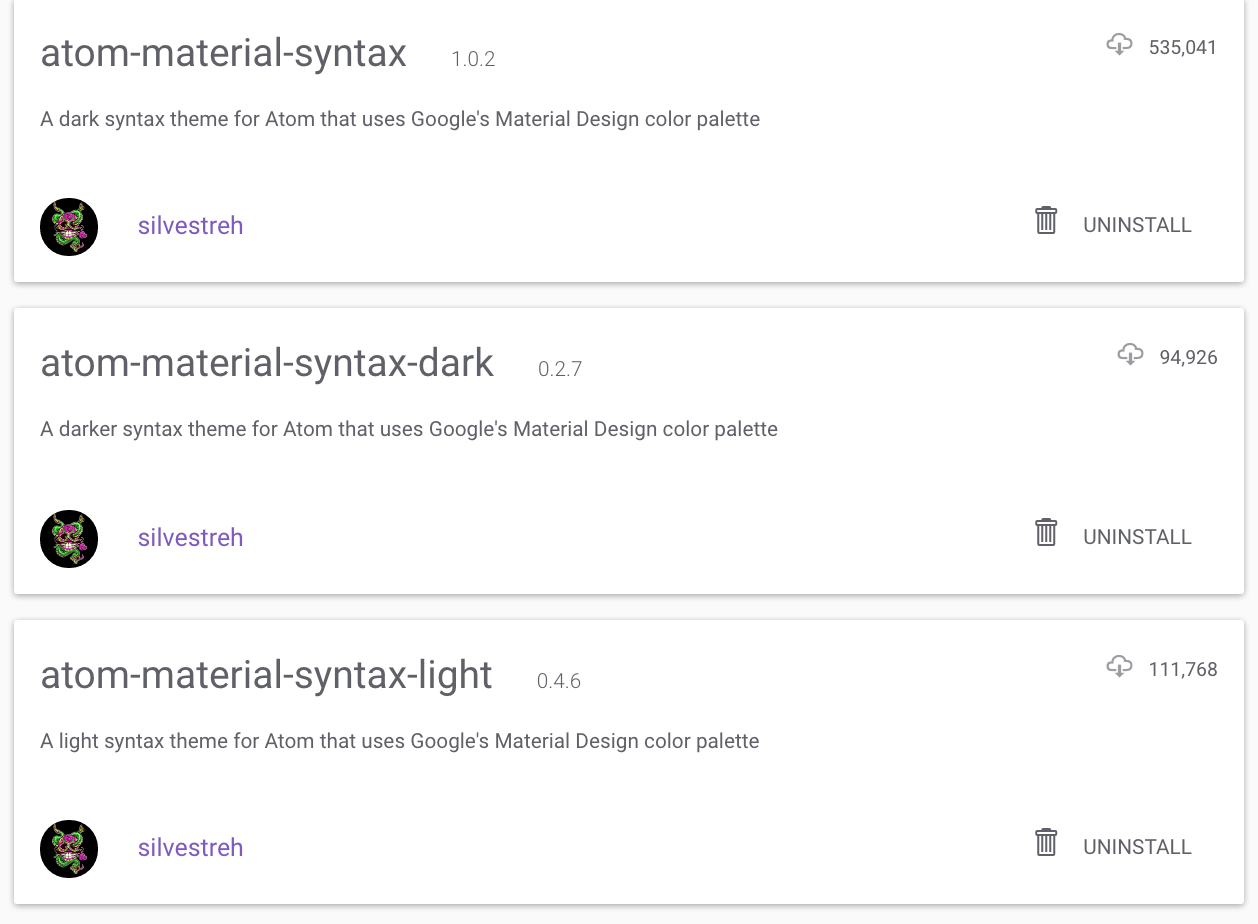 atom-material-syntax 1.0.2 535,041
A dark syntax theme for Atom that uses Google's Material Design color palette
silvestreh UNINSTALL
atom-material-syntax-dark 0.2.7 94,926
A darker syntax theme for Atom that uses Google's Material Design color palette
silvestreh UNINSTALL
atom-material-syntax-light 0.4.6 111,768
A light syntax theme for Atom that uses Google's Material Design color palette
silvestreh UNINSTALL